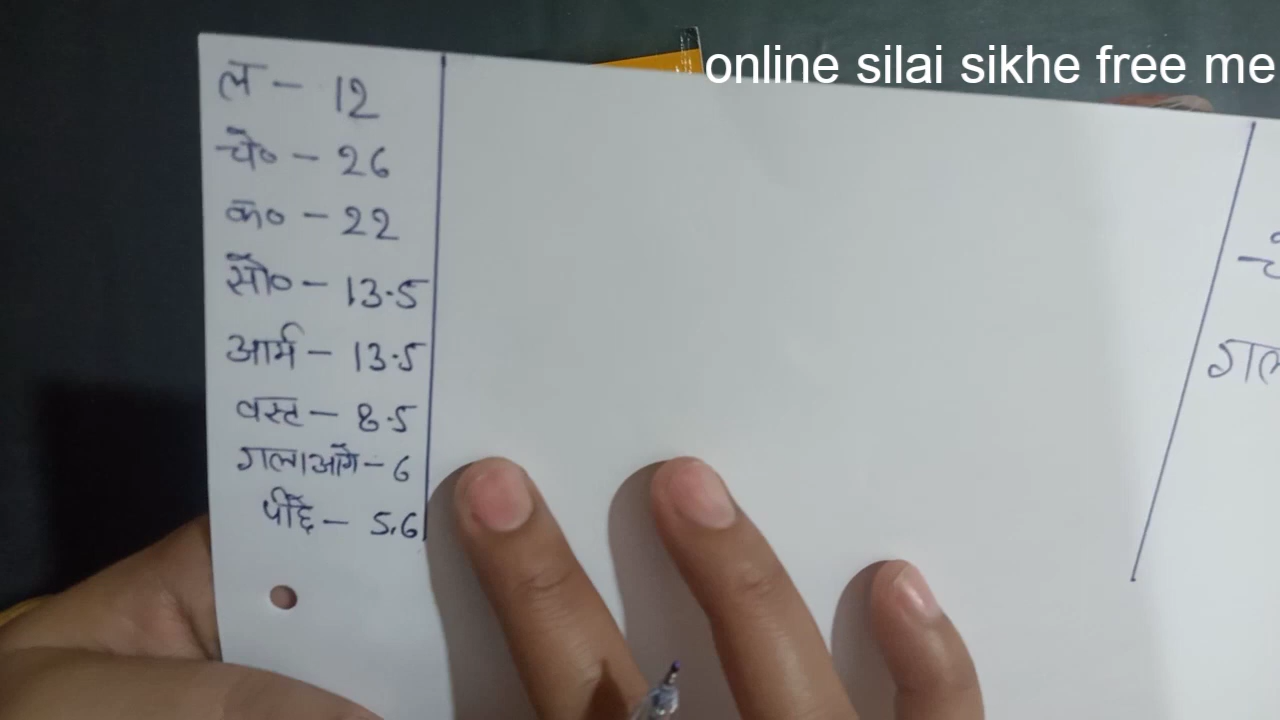 online silai sikhe free me
ल - 12
चे० - 26
क० - 22
सो० - 13.5
आर्म - 13.5
वस्ट - 8.5
गला आगे - 6
पीछे - 5.6